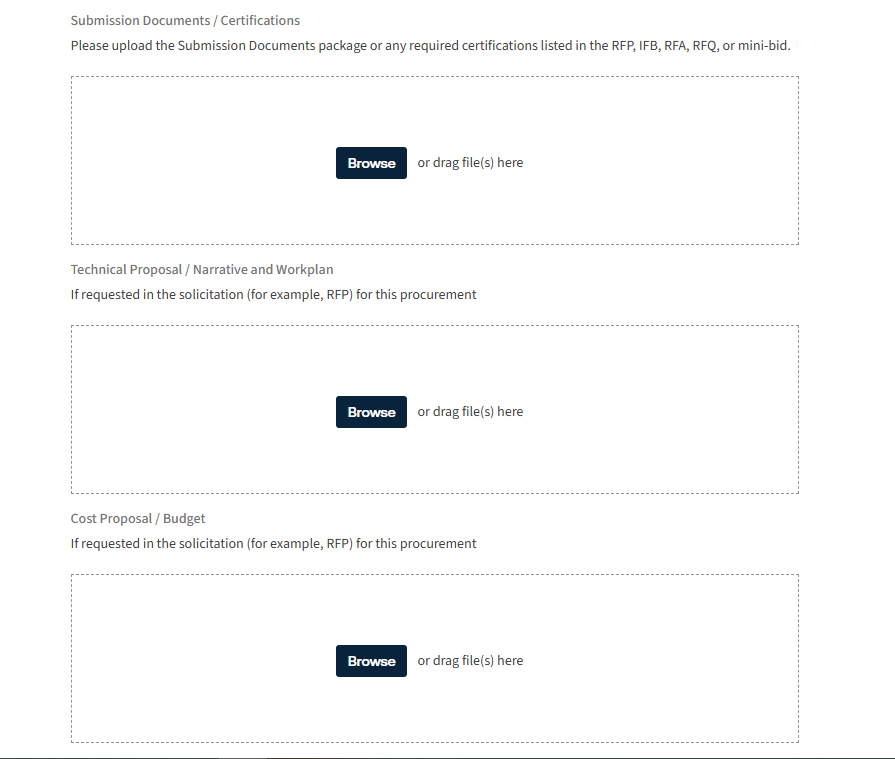 Submission Documents / Certifications
Please upload the Submission Documents package or any required certifications listed in the RFP, IFB, RFA, RFQ, or mini-bid.
Browse or drag file(s) here
Technical Proposal / Narrative and Workplan
If requested in the solicitation (for example, RFP) for this procurement
Browse or drag file(s) here
Cost Proposal / Budget
If requested in the solicitation (for example, RFP) for this procurement
Browse or drag file(s) here